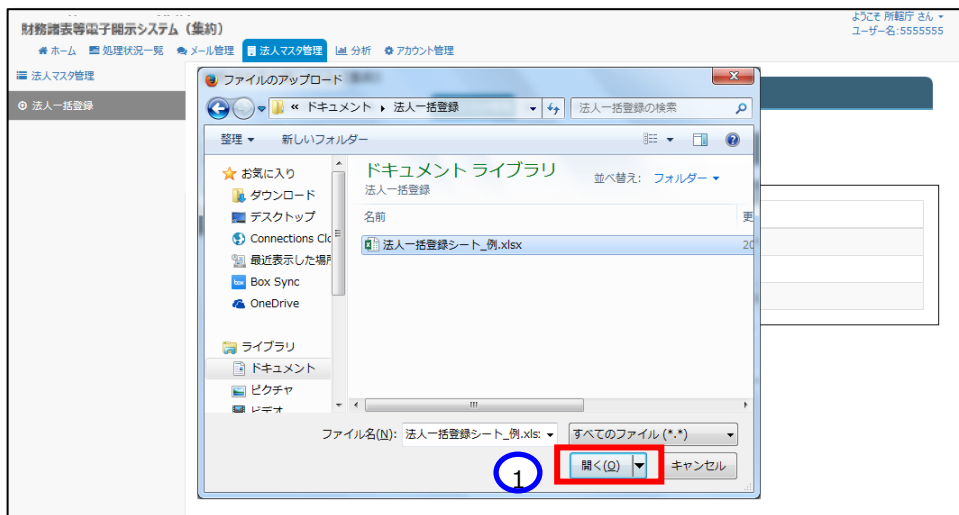 ようこそ 所轄庁 さん
ユーザー名:5555555
財務諸表等電子開示システム（集約）
ホーム 処理状況一覧 メール管理 法人マスタ管理 分析 アカウント管理
法人マスタ管理
法人一括登録
ファイルのアップロード
« ドキュメント 法人一括登録
法人一括登録の検索
整理 新しいフォルダー
お気に入り
ダウンロード
デスクトップ
Connections Clo
最近表示した場所
Box Sync
OneDrive
ライブラリ
ドキュメント
ピクチャ
ビデオ
ドキュメント ライブラリ
法人一括登録
並べ替え: フォルダー
名前
更
法人一括登録シート_例.xlsx
20
ファイル名(N): 法人一括登録シート_例.xls
すべてのファイル (*.*)
1
開く(O)
キャンセル